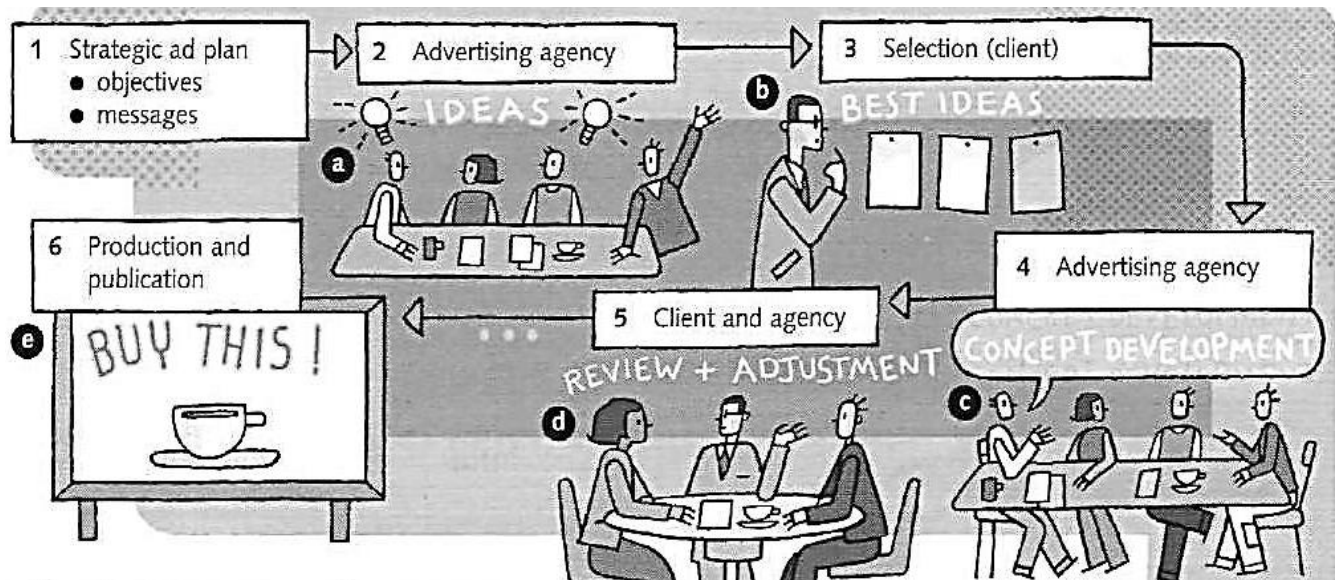 1 Strategic ad plan
● objectives
● messages
2 Advertising agency
3 Selection (client)
IDEAS
a
b
BEST IDEAS
4 Advertising agency
CONCEPT DEVELOPMENT
c
5 Client and agency
REVIEW + ADJUSTMENT
d
...
6 Production and
publication
e
BUY THIS!